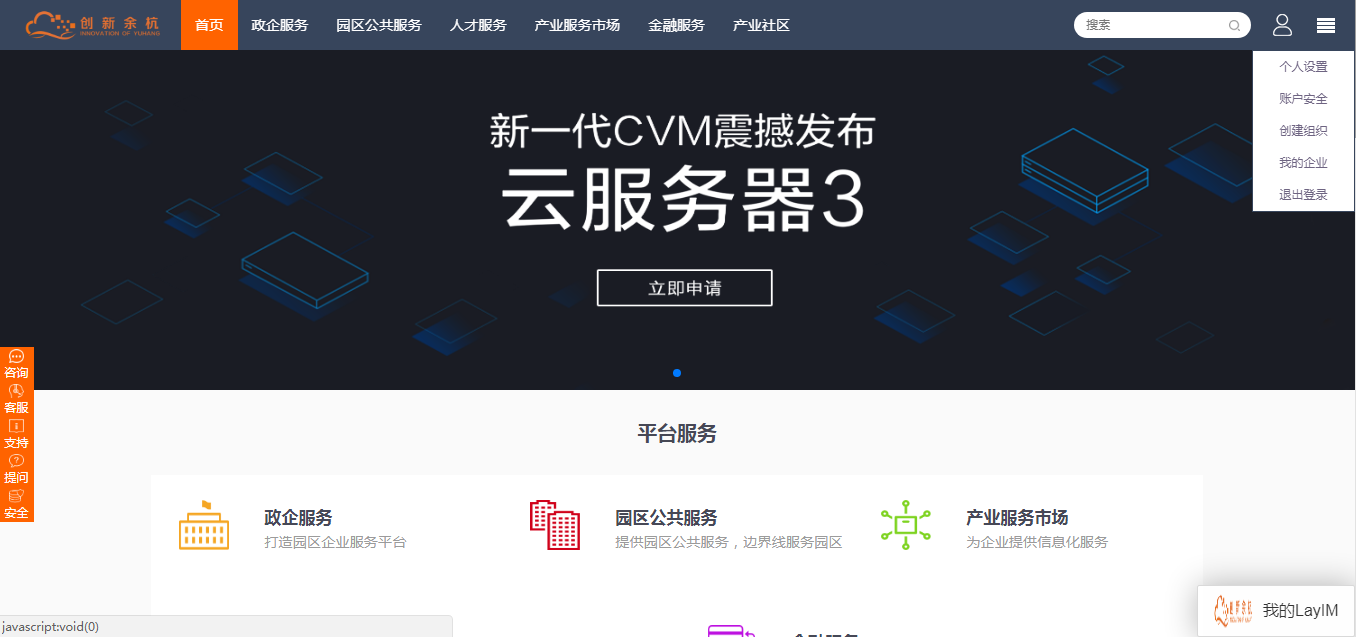 创新余杭
INNOVATION OF YUHANG
首页 政企服务 园区公共服务 人才服务 产业服务市场 金融服务 产业社区
搜索
个人设置
账户安全
创建组织
我的企业
退出登录
新一代CVM震撼发布
云服务器3
立即申请
咨询
客服
支持
提问
安全
平台服务
政企服务
打造园区企业服务平台
园区公共服务
提供园区公共服务，边界线服务园区
产业服务市场
为企业提供信息化服务
金融服务
我的LayIM
javascript:void(0)